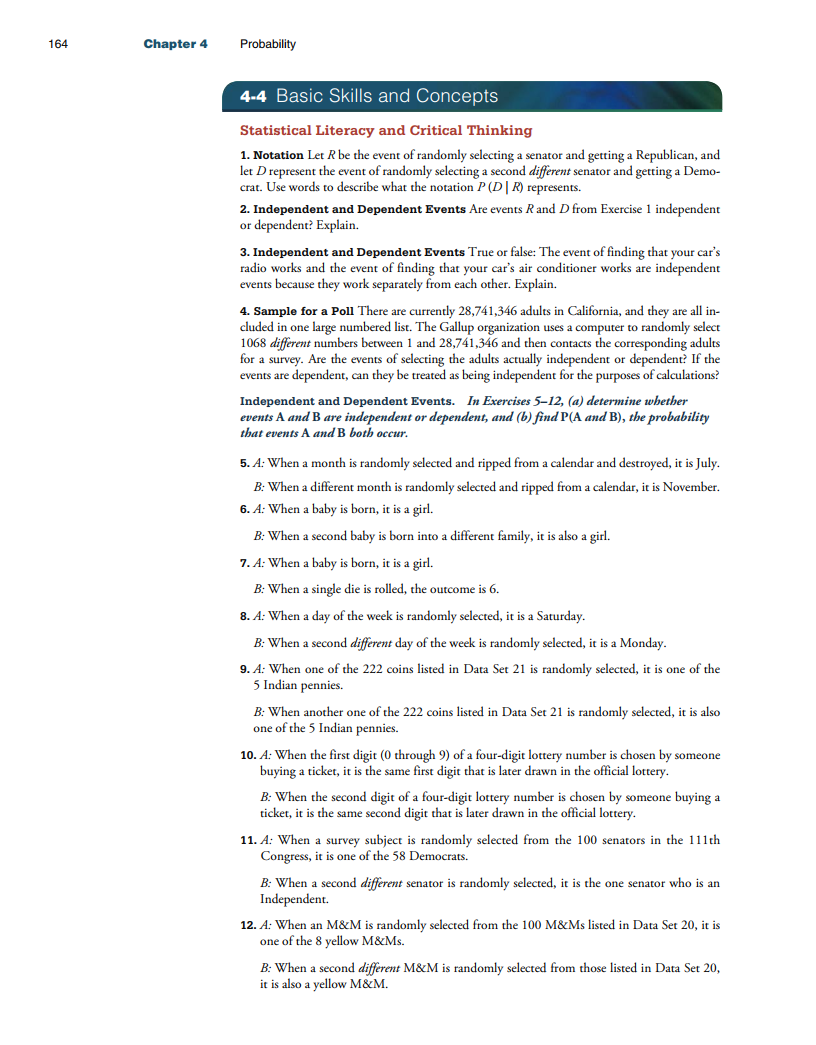 164 Chapter 4 Probability
4-4 Basic Skills and Concepts
Statistical Literacy and Critical Thinking
1. Notation Let R be the event of randomly selecting a senator and getting a Republican, and
let D represent the event of randomly selecting a second different senator and getting a Demo-
crat. Use words to describe what the notation P (D | R) represents.
2. Independent and Dependent Events Are events R and D from Exercise 1 independent
or dependent? Explain.
3. Independent and Dependent Events True or false: The event of finding that your car’s
radio works and the event of finding that your car’s air conditioner works are independent
events because they work separately from each other. Explain.
4. Sample for a Poll There are currently 28,741,346 adults in California, and they are all in-
cluded in one large numbered list. The Gallup organization uses a computer to randomly select
1068 different numbers between 1 and 28,741,346 and then contacts the corresponding adults
for a survey. Are the events of selecting the adults actually independent or dependent? If the
events are dependent, can they be treated as being independent for the purposes of calculations?
Independent and Dependent Events. In Exercises 5–12, (a) determine whether
events A and B are independent or dependent, and (b) find P(A and B), the probability
that events A and B both occur.
5. A: When a month is randomly selected and ripped from a calendar and destroyed, it is July.
B: When a different month is randomly selected and ripped from a calendar, it is November.
6. A: When a baby is born, it is a girl.
B: When a second baby is born into a different family, it is also a girl.
7. A: When a baby is born, it is a girl.
B: When a single die is rolled, the outcome is 6.
8. A: When a day of the week is randomly selected, it is a Saturday.
B: When a second different day of the week is randomly selected, it is a Monday.
9. A: When one of the 222 coins listed in Data Set 21 is randomly selected, it is one of the
5 Indian pennies.
B: When another one of the 222 coins listed in Data Set 21 is randomly selected, it is also
one of the 5 Indian pennies.
10. A: When the first digit (0 through 9) of a four-digit lottery number is chosen by someone
buying a ticket, it is the same first digit that is later drawn in the official lottery.
B: When the second digit of a four-digit lottery number is chosen by someone buying a
ticket, it is the same second digit that is later drawn in the official lottery.
11. A: When a survey subject is randomly selected from the 100 senators in the 111th
Congress, it is one of the 58 Democrats.
B: When a second different senator is randomly selected, it is the one senator who is an
Independent.
12. A: When an M&M is randomly selected from the 100 M&Ms listed in Data Set 20, it is
one of the 8 yellow M&Ms.
B: When a second different M&M is randomly selected from those listed in Data Set 20,
it is also a yellow M&M.